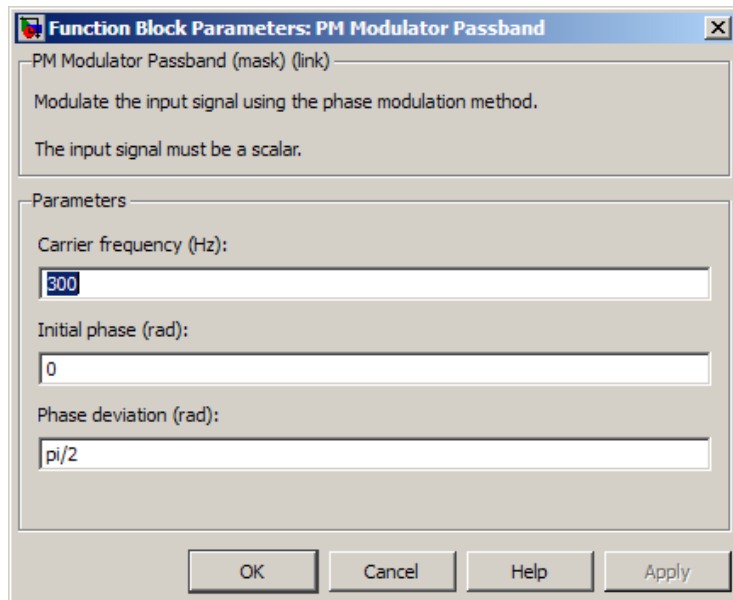 Function Block Parameters: PM Modulator Passband
PM Modulator Passband (mask) (link)
Modulate the input signal using the phase modulation method.
The input signal must be a scalar.
Parameters
Carrier frequency (Hz):
300
Initial phase (rad):
0
Phase deviation (rad):
pi/2
OK Cancel Help Apply